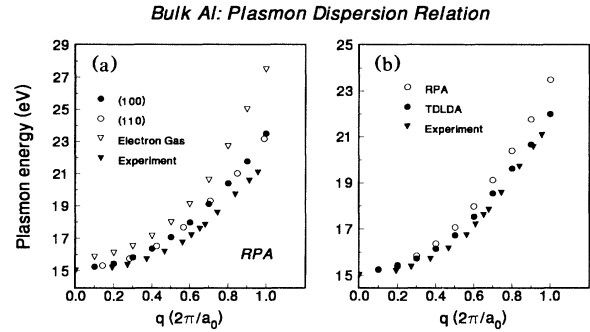 Bulk Al: Plasmon Dispersion Relation
Plasmon energy (eV)
29
27
25
23
21
19
17
15
13
(a)
(100)
(110)
Electron Gas
Experiment
RPA
0.0 0.2 0.4 0.6 0.8 1.0
q (2π/a₀)
25
23
21
19
17
15
13
(b)
RPA
TDLDA
Experiment
0.0 0.2 0.4 0.6 0.8 1.0
q (2π/a₀)